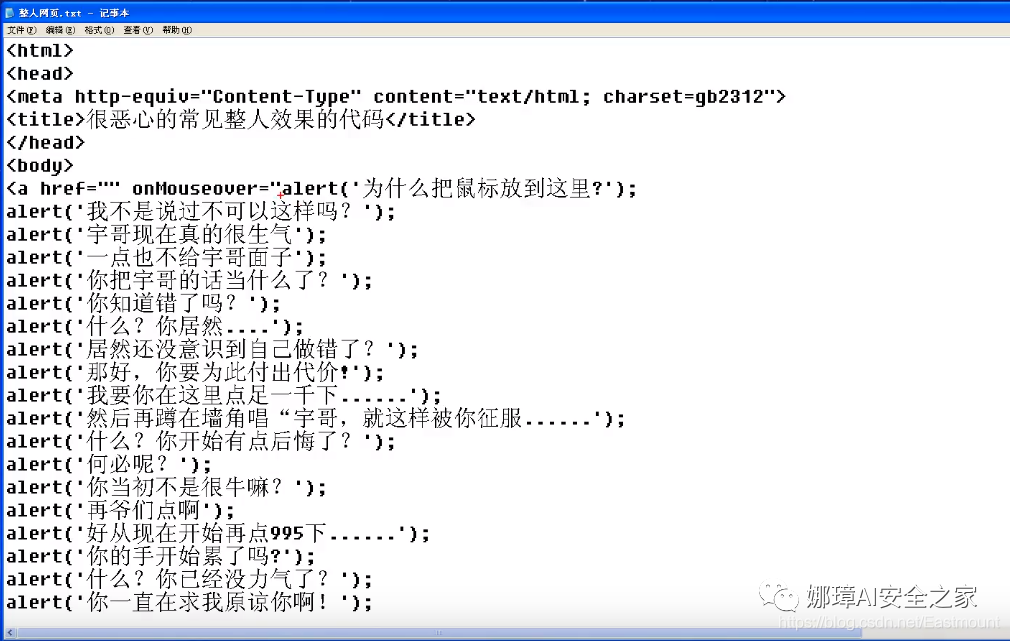 整人网页.txt - 记事本
文件(F) 编辑(E) 格式(O) 查看(V) 帮助(H)
<html>
<head>
<meta http-equiv="Content-Type" content="text/html; charset=gb2312">
<title>很恶心的常见整人效果的代码</title>
</head>
<body>
<a href="" onMouseover="alert('为什么把鼠标放到这里?');
alert('我不是说过不可以这样吗？');
alert('宇哥现在真的很生气');
alert('一点也不给宇哥面子');
alert('你把宇哥的话当什么了？');
alert('你知道错了吗？');
alert('什么？你居然....');
alert('居然还没意识到自己做错了？');
alert('那好，你要为此付出代价!');
alert('我要你在这里点足一千下......');
alert('然后再蹲在墙角唱“宇哥，就这样被你征服......');
alert('什么？你开始有点后悔了？');
alert('何必呢？');
alert('你当初不是很牛嘛？');
alert('再爷们点啊');
alert('好从现在开始再点995下......');
alert('你的手开始累了吗?');
alert('什么？你已经没力气了？');
alert('你一直在求我原谅你啊！');
娜璋AI安全之家
https://blog.csdn.net/Eastmount